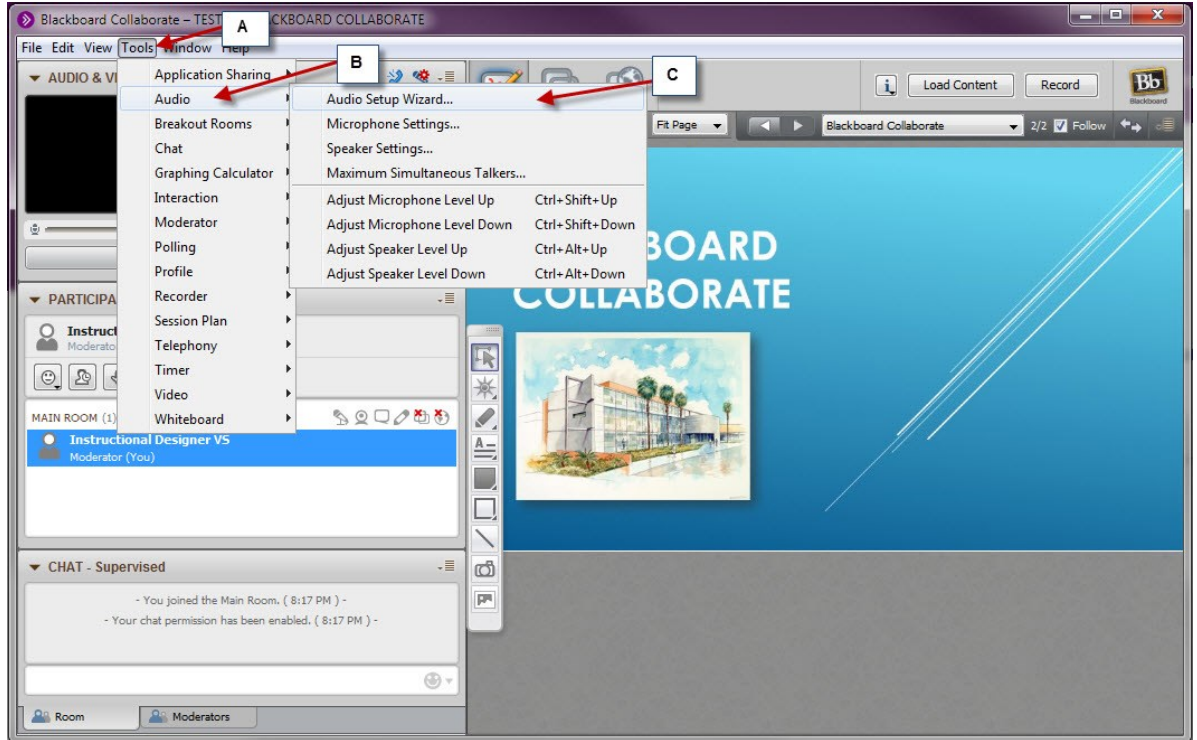 Blackboard Collaborate – TEST CKBOARD COLLABORATE
A
File Edit View Tools Window Help
B
C
AUDIO & VI
Load Content Record Bb
Blackboard
Fit Page Blackboard Collaborate 2/2 Follow
Application Sharing
Audio
Breakout Rooms
Chat
Graphing Calculator
Interaction
Moderator
Polling
Profile
Recorder
Session Plan
Telephony
Timer
Video
Whiteboard
Audio Setup Wizard...
Microphone Settings...
Speaker Settings...
Maximum Simultaneous Talkers...
Adjust Microphone Level Up Ctrl+Shift+Up
Adjust Microphone Level Down Ctrl+Shift+Down
Adjust Speaker Level Up Ctrl+Alt+Up
Adjust Speaker Level Down Ctrl+Alt+Down
BOARD
COLLABORATE
PARTICIPA
Instruct
Moderato
MAIN ROOM (1)
Instructional Designer VS
Moderator (You)
CHAT - Supervised
- You joined the Main Room. ( 8:17 PM ) -
- Your chat permission has been enabled. ( 8:17 PM ) -
Room Moderators